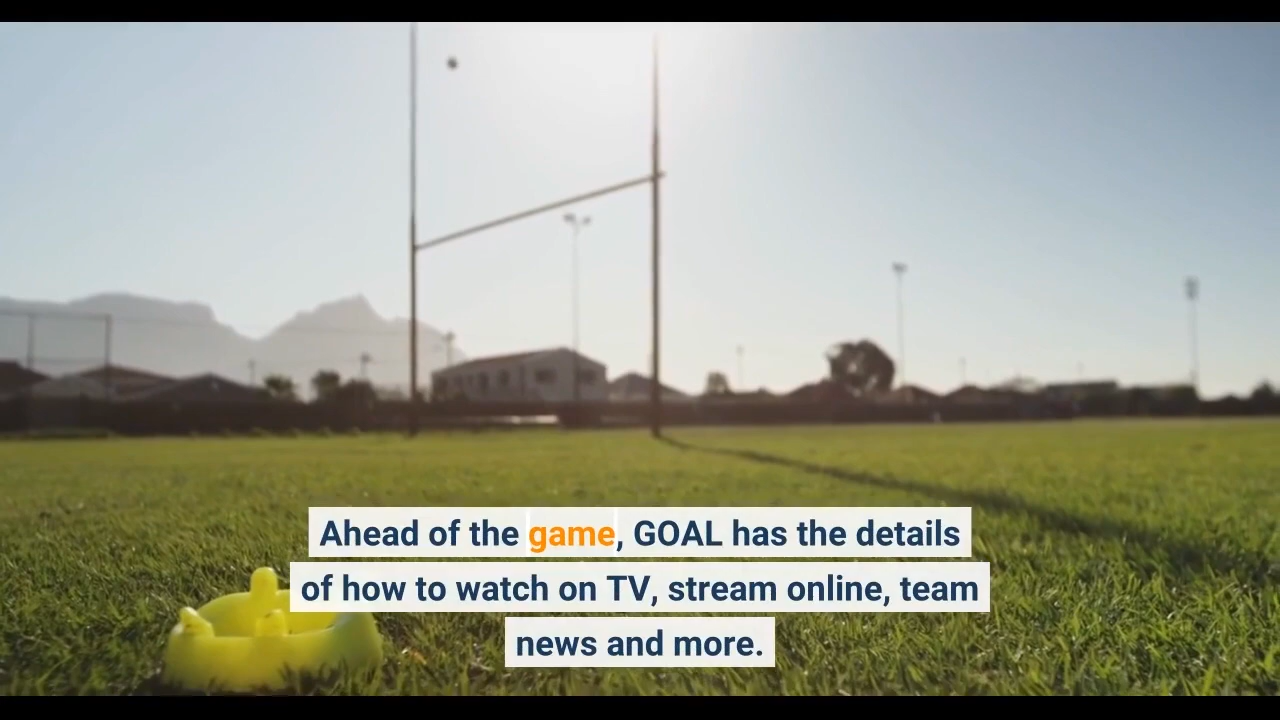 Ahead of the game, GOAL has the details
of how to watch on TV, stream online, team
news and more.